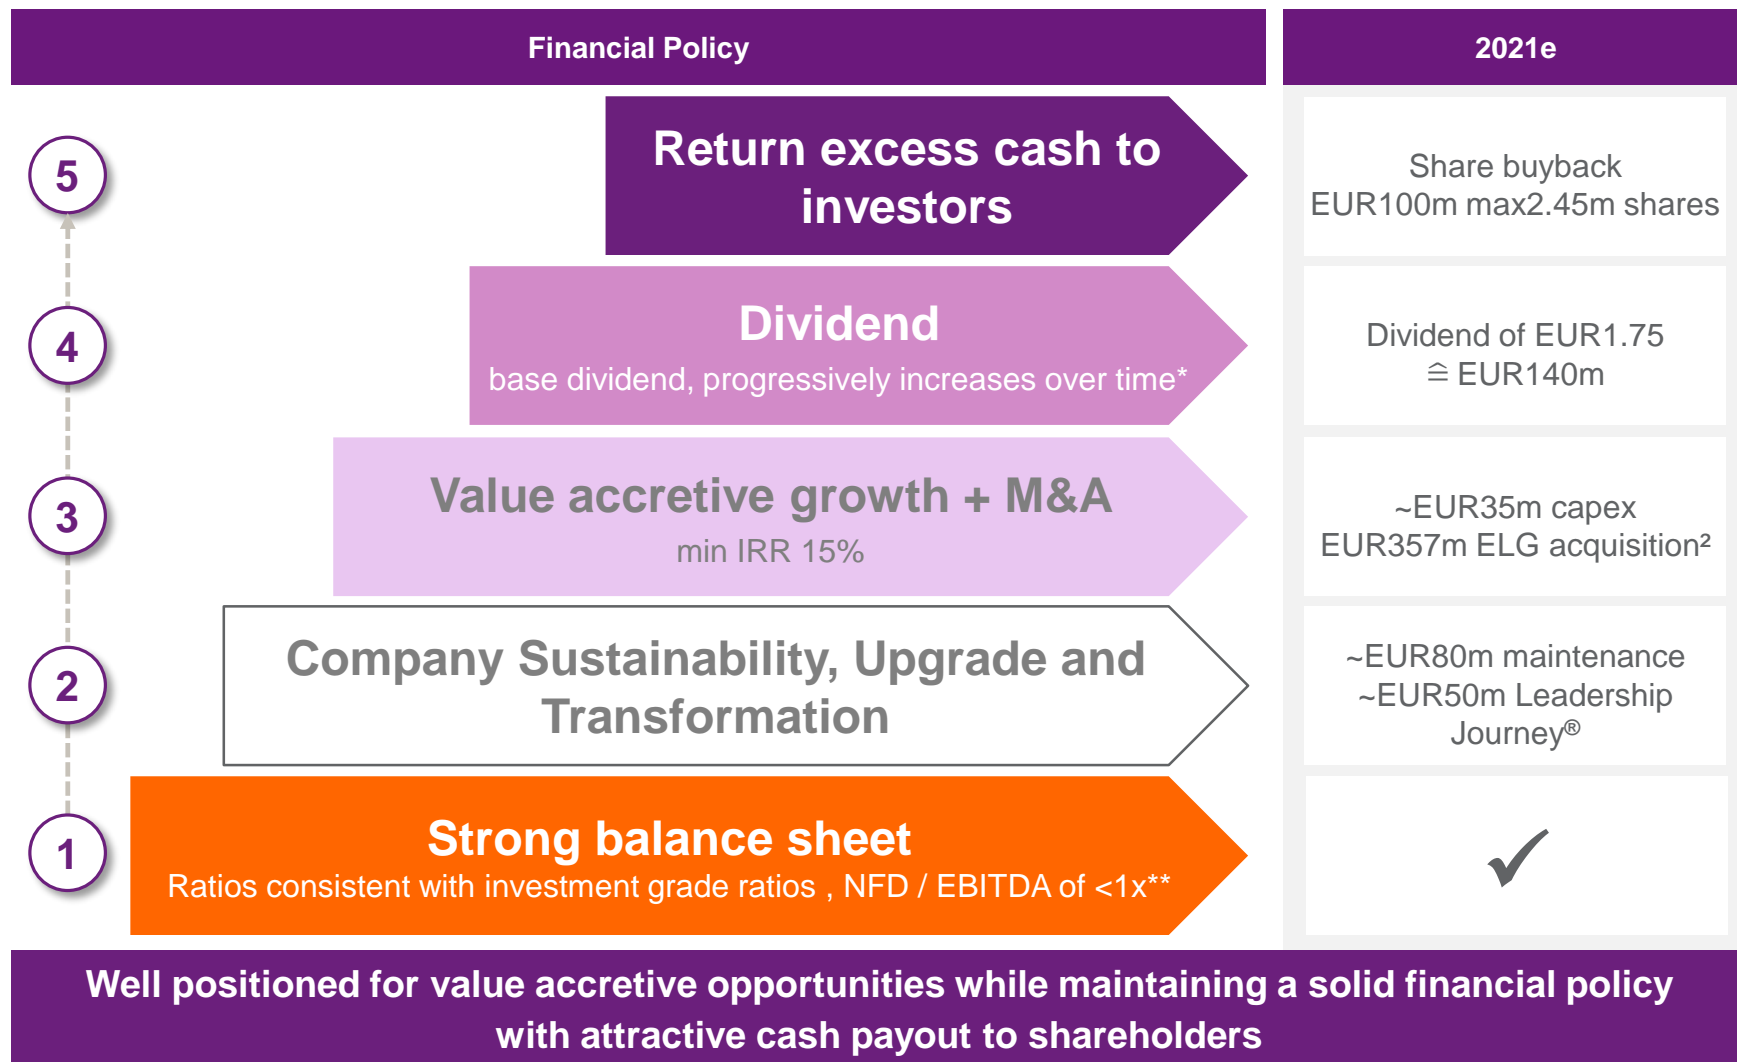 Financial Policy
2021e
5
Return excess cash to
investors
Share buyback
EUR100m max2.45m shares
4
Dividend
base dividend, progressively increases over time*
Dividend of EUR1.75
≙ EUR140m
3
Value accretive growth + M&A
min IRR 15%
~EUR35m capex
EUR357m ELG acquisition²
2
Company Sustainability, Upgrade and
Transformation
~EUR80m maintenance
~EUR50m Leadership
Journey®
1
Strong balance sheet
Ratios consistent with investment grade ratios , NFD / EBITDA of <1x**
✓
Well positioned for value accretive opportunities while maintaining a solid financial policy
with attractive cash payout to shareholders